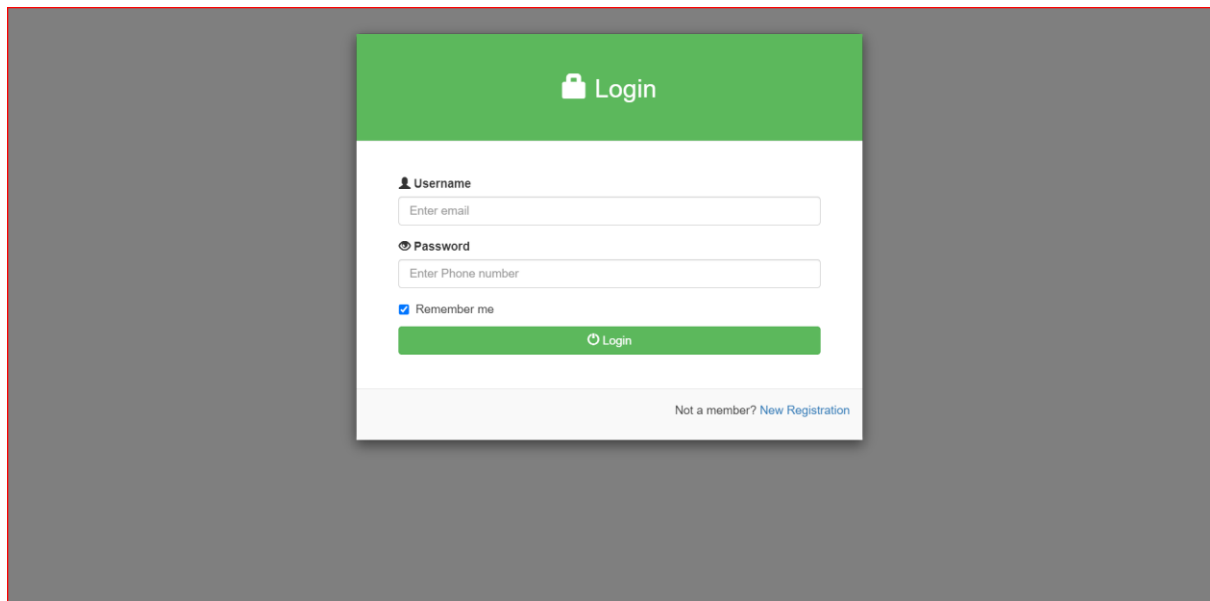 Login
Username
Enter email
Password
Enter Phone number
Remember me
Login
Not a member? New Registration